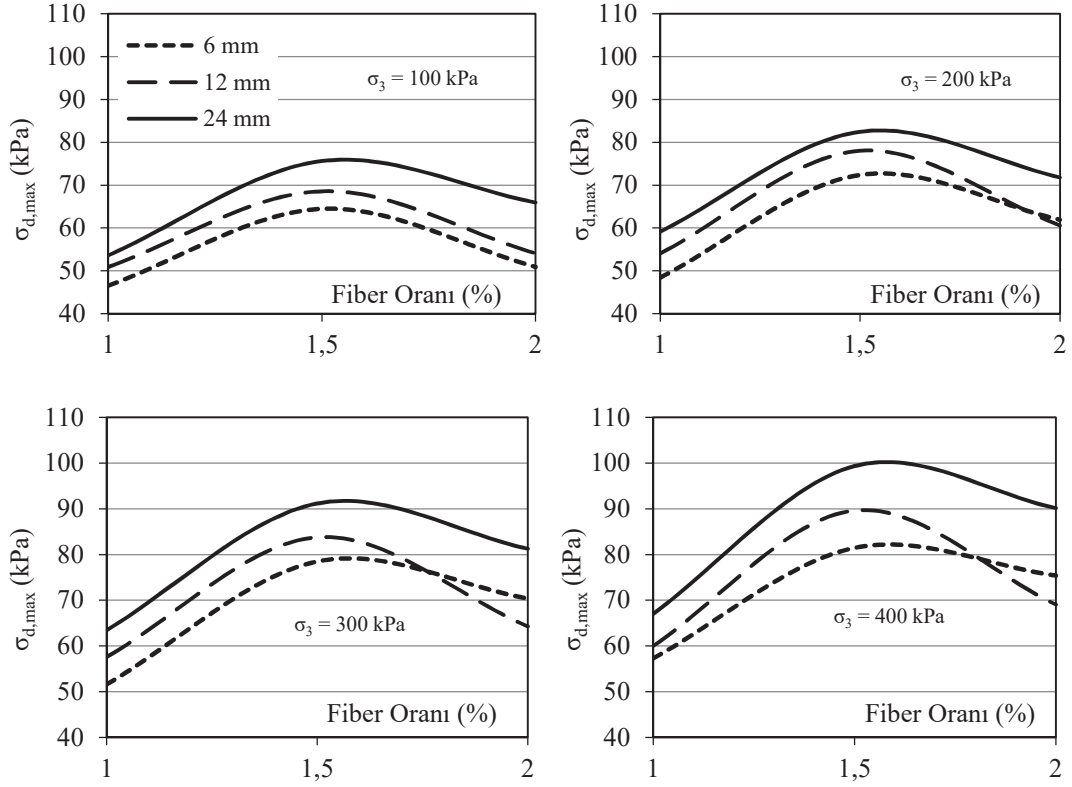 110
100
90
80
70
60
50
40
σd,max (kPa)
6 mm
12 mm
24 mm
σ3 = 100 kPa
Fiber Oranı (%)
1 1,5 2
110
100
90
80
70
60
50
40
σd,max (kPa)
σ3 = 200 kPa
Fiber Oranı (%)
1 1,5 2
110
100
90
80
70
60
50
40
σd,max (kPa)
σ3 = 300 kPa
Fiber Oranı (%)
1 1,5 2
110
100
90
80
70
60
50
40
σd,max (kPa)
σ3 = 400 kPa
Fiber Oranı (%)
1 1,5 2